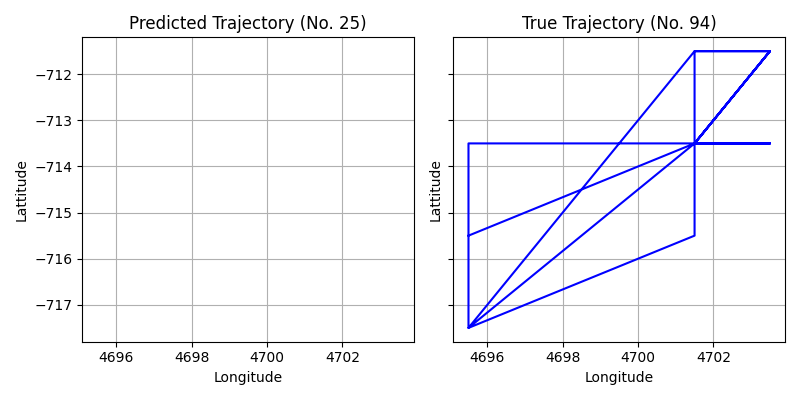 Predicted Trajectory (No. 25)
True Trajectory (No. 94)
−712
−713
−714
−715
−716
−717
Lattitude
Lattitude
4696 4698 4700 4702
4696 4698 4700 4702
Longitude
Longitude